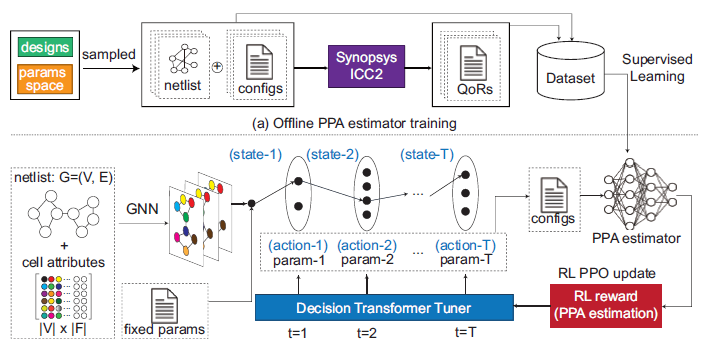 designs
params
space
sampled
netlist
⊕
configs
Synopsys
ICC2
QoRs
Dataset
Supervised
Learning
(a) Offline PPA estimator training
netlist: G=(V, E)
+
cell attributes
|V| x |F|
GNN
fixed params
(state-1)
(state-2)
...
(state-T)
(action-1)
param-1
(action-2)
param-2
...
(action-T)
param-T
Decision Transformer Tuner
t=1
t=2
t=T
configs
PPA estimator
RL PPO update
RL reward
(PPA estimation)